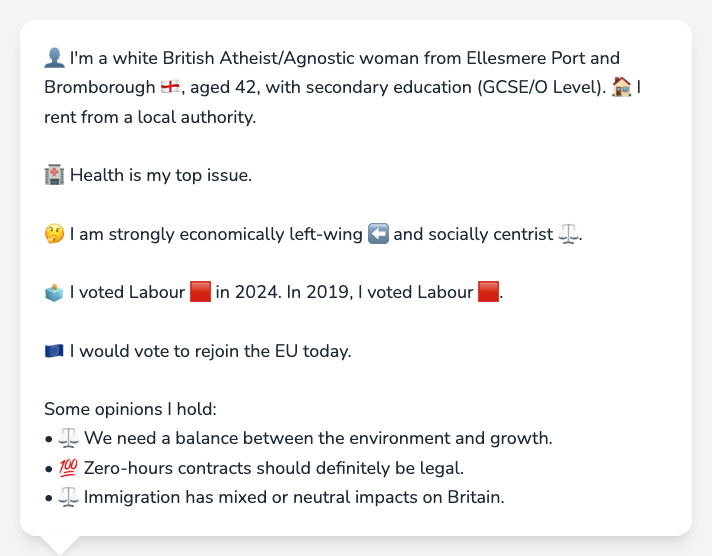 👤 I'm a white British Atheist/Agnostic woman from Ellesmere Port and
Bromborough 🏴󠁧󠁢󠁥󠁮󠁧󠁿, aged 42, with secondary education (GCSE/O Level). 🏠 I
rent from a local authority.
🏥 Health is my top issue.
🤔 I am strongly economically left-wing ⬅️ and socially centrist ⚖️.
🗳️ I voted Labour 🟥 in 2024. In 2019, I voted Labour 🟥.
🇪🇺 I would vote to rejoin the EU today.
Some opinions I hold:
• ⚖️ We need a balance between the environment and growth.
• 💯 Zero-hours contracts should definitely be legal.
• ⚖️ Immigration has mixed or neutral impacts on Britain.